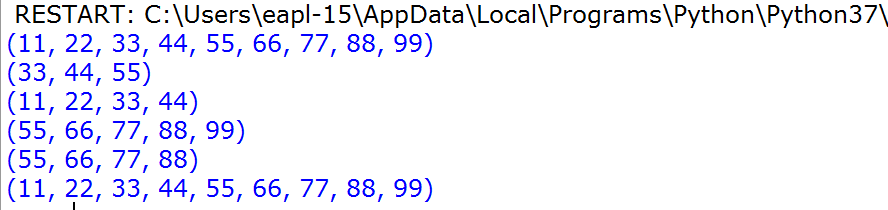 RESTART: C:\Users\eapl-15\AppData\Local\Programs\Python\Python37\
(11, 22, 33, 44, 55, 66, 77, 88, 99)
(33, 44, 55)
(11, 22, 33, 44)
(55, 66, 77, 88, 99)
(55, 66, 77, 88)
(11, 22, 33, 44, 55, 66, 77, 88, 99)